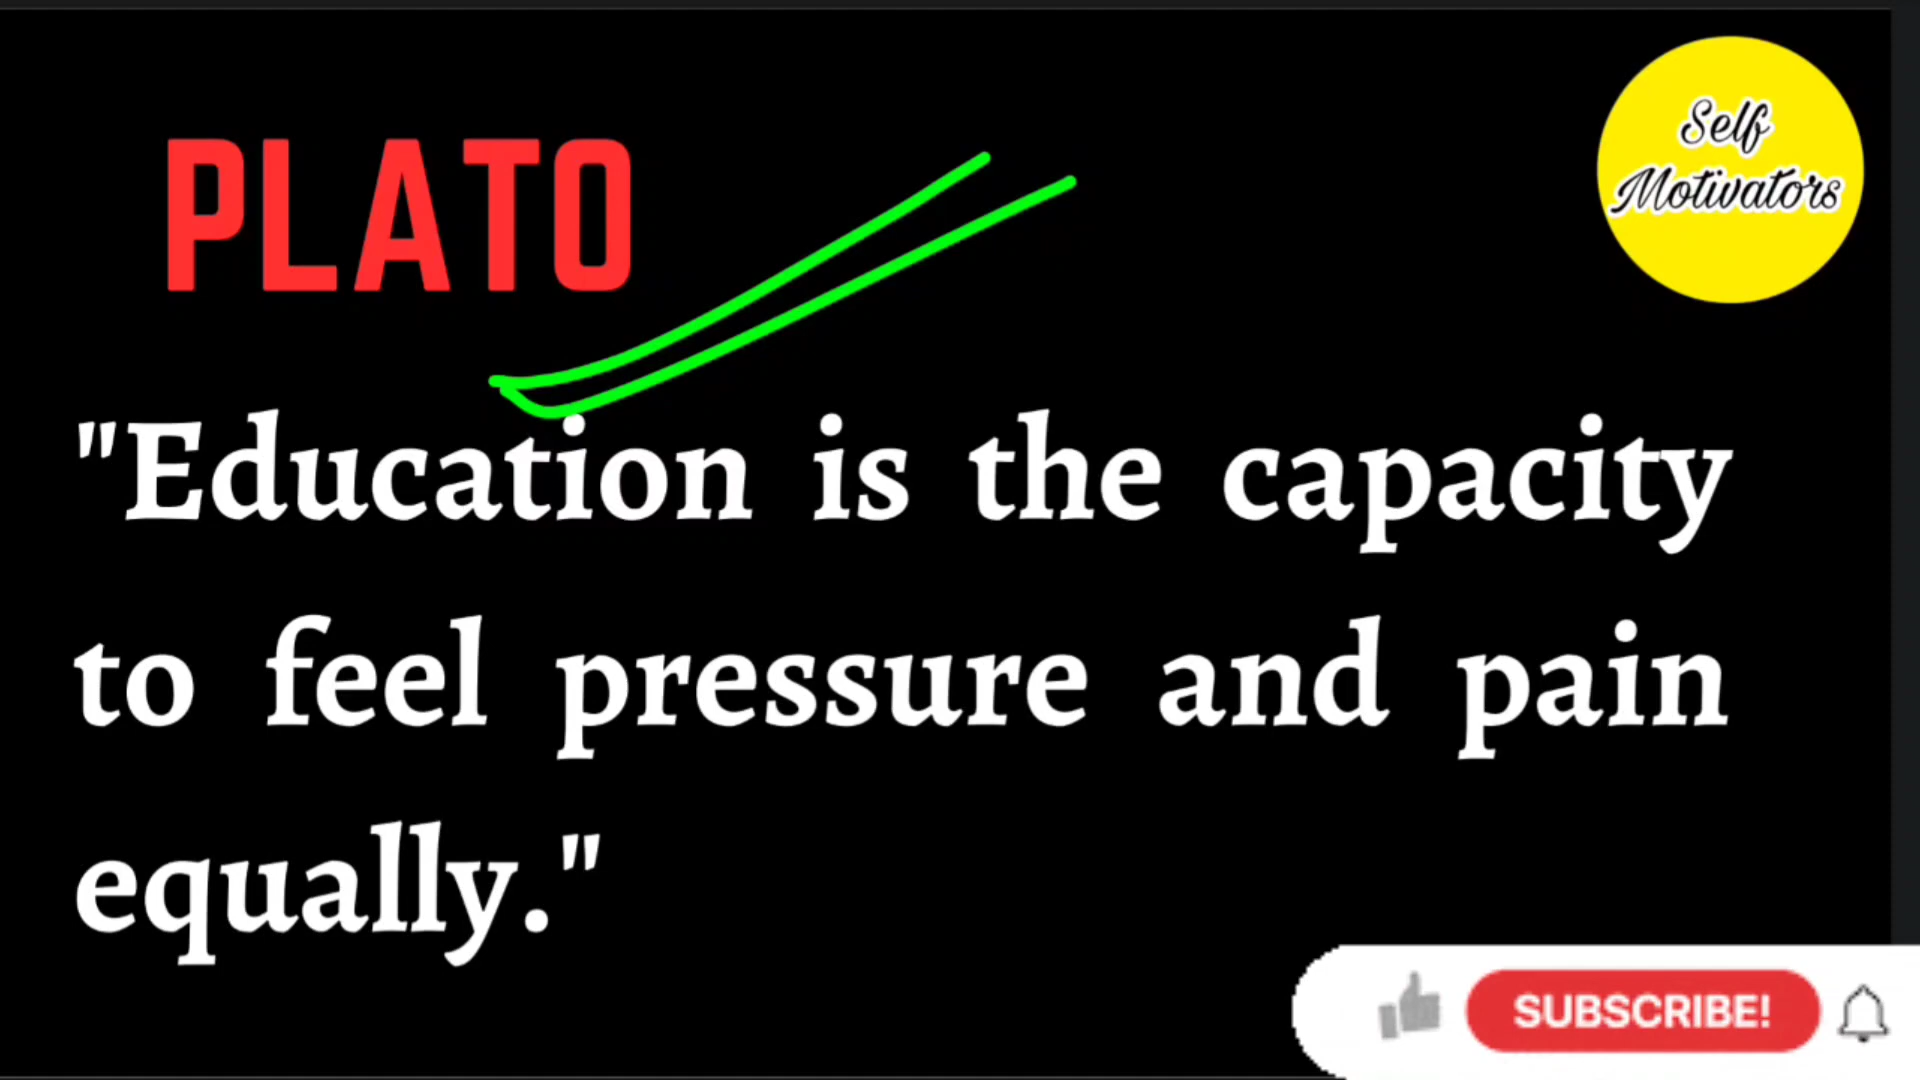 Self
Motivators
PLATO
"Education is the capacity
to feel pressure and pain
equally."
SUBSCRIBE!